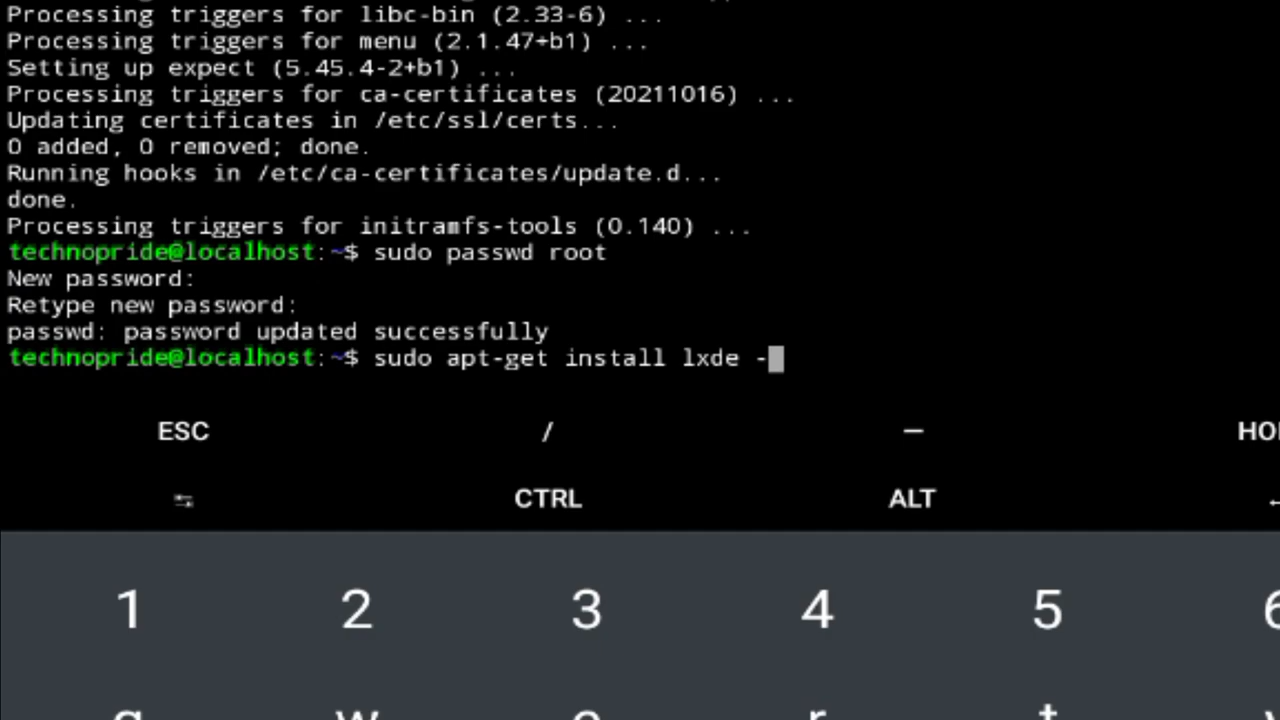 Processing triggers for libc-bin (2.33-6) ...
Processing triggers for menu (2.1.47+b1) ...
Setting up expect (5.45.4-2+b1) ...
Processing triggers for ca-certificates (20211016) ...
Updating certificates in /etc/ssl/certs...
0 added, 0 removed; done.
Running hooks in /etc/ca-certificates/update.d...
done.
Processing triggers for initramfs-tools (0.140) ...
technopride@localhost:~$ sudo passwd root
New password:
Retype new password:
passwd: password updated successfully
technopride@localhost:~$ sudo apt-get install lxde -
ESC / — HO
⇆ CTRL ALT
1 2 3 4 5 6
q w e r t